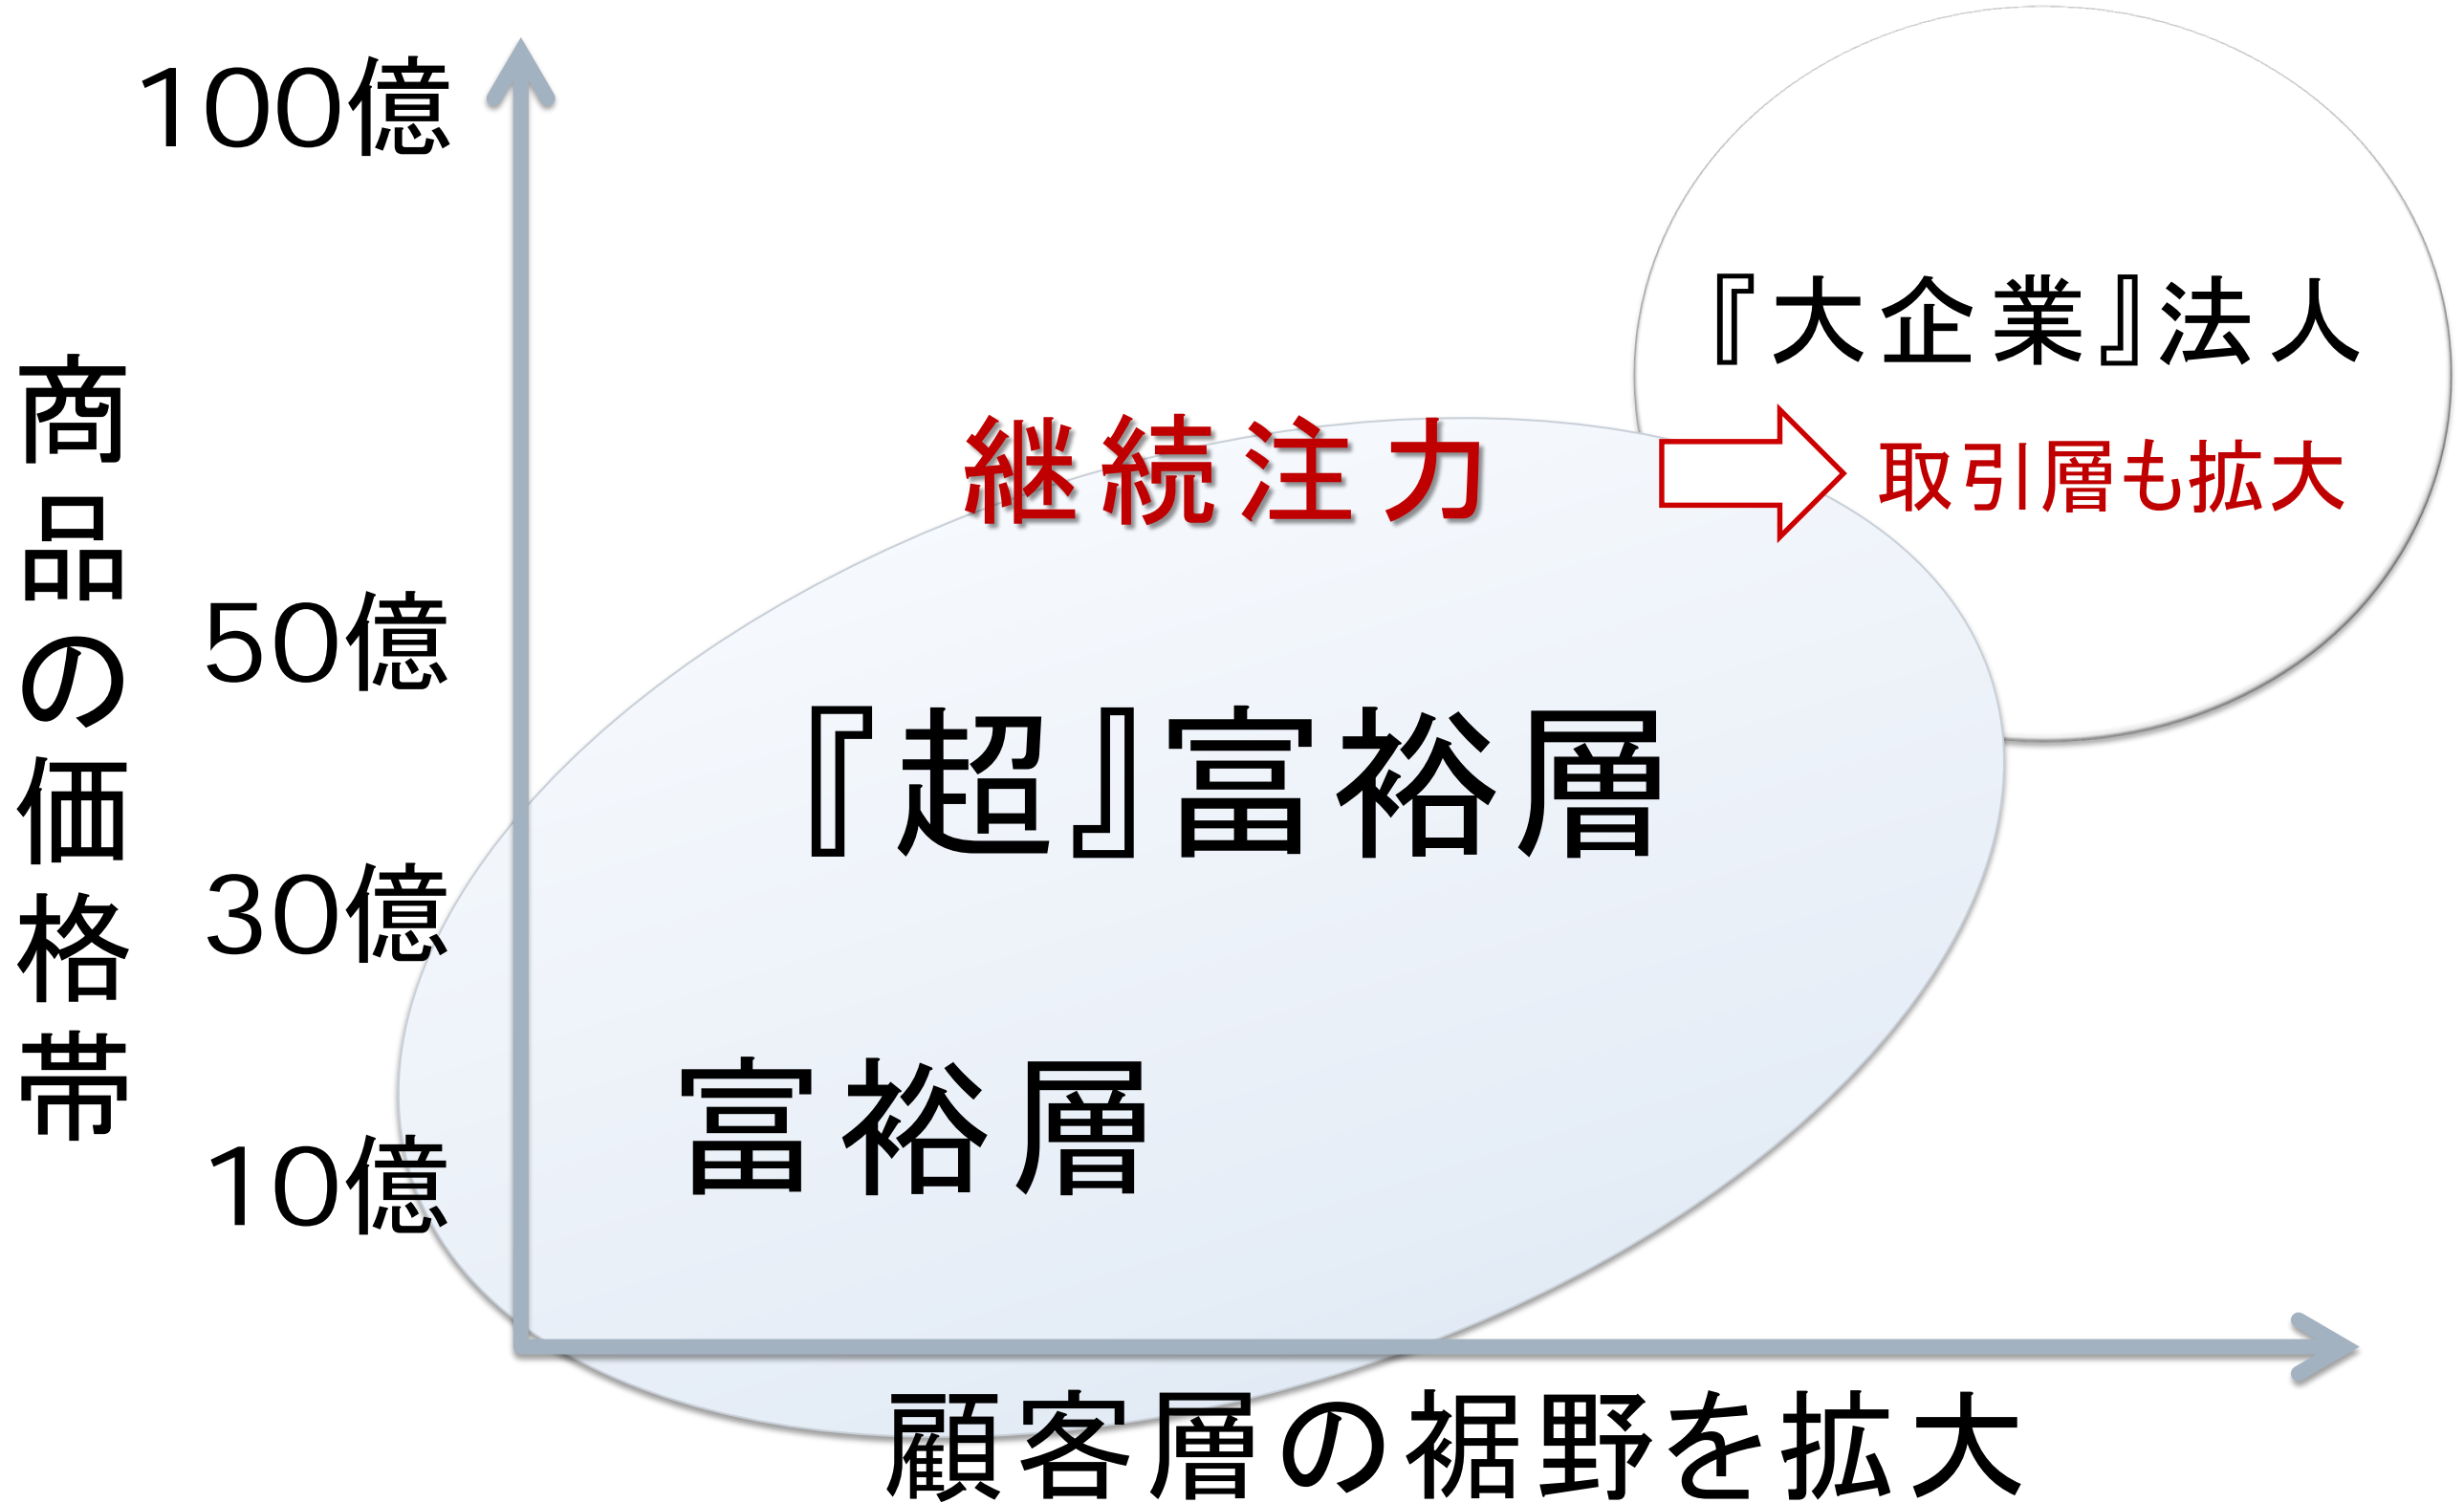 100億
『大企業』法人
継続注力
取引層も拡大
商品の価格帯
50億
『超』富裕層
30億
富裕層
10億
顧客層の裾野を拡大